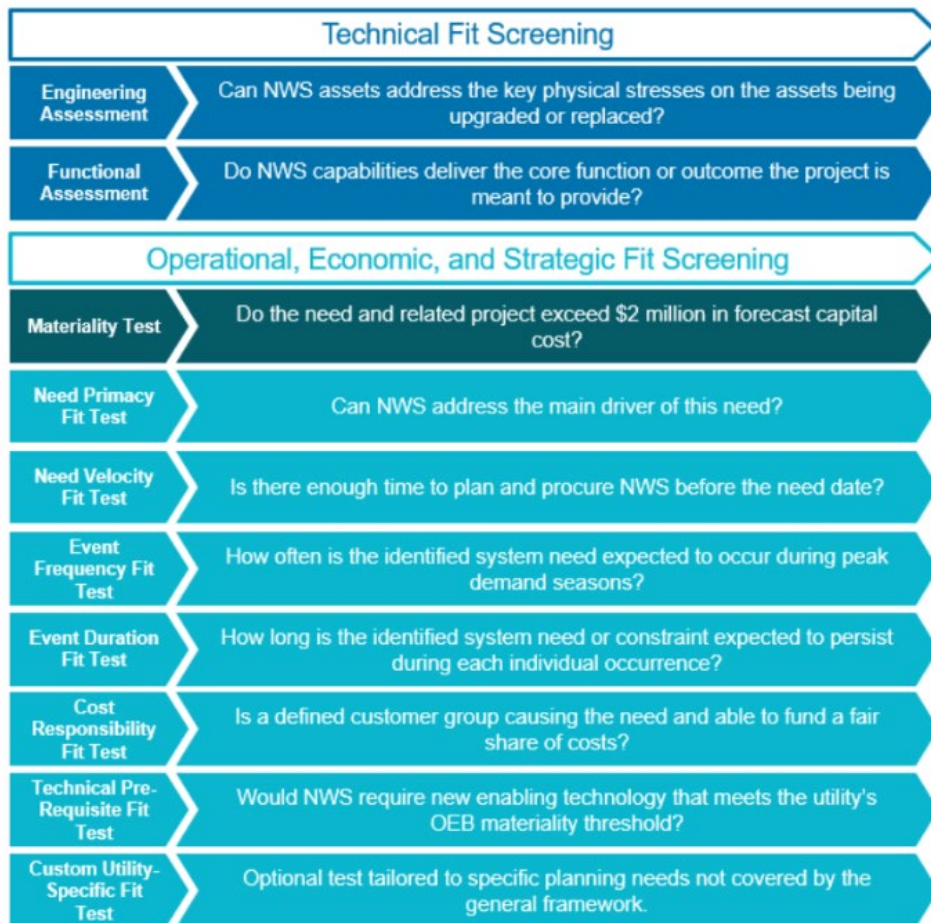 Technical Fit Screening
Engineering
Assessment
Can NWS assets address the key physical stresses on the assets being
upgraded or replaced?
Functional
Assessment
Do NWS capabilities deliver the core function or outcome the project is
meant to provide?
Operational, Economic, and Strategic Fit Screening
Materiality Test
Do the need and related project exceed $2 million in forecast capital
cost?
Need Primacy
Fit Test
Can NWS address the main driver of this need?
Need Velocity
Fit Test
Is there enough time to plan and procure NWS before the need date?
Event
Frequency Fit
Test
How often is the identified system need expected to occur during peak
demand seasons?
Event Duration
Fit Test
How long is the identified system need or constraint expected to persist
during each individual occurrence?
Cost
Responsibility
Fit Test
Is a defined customer group causing the need and able to fund a fair
share of costs?
Technical Pre-
Requisite Fit
Test
Would NWS require new enabling technology that meets the utility's
OEB materiality threshold?
Custom Utility-
Specific Fit
Test
Optional test tailored to specific planning needs not covered by the
general framework.